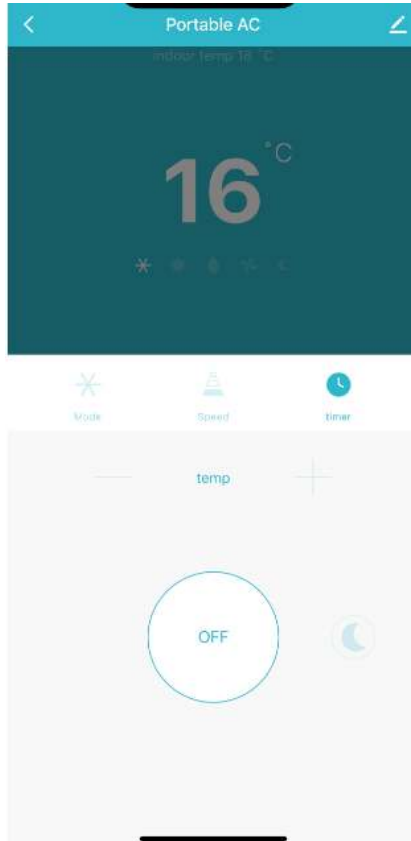 Portable AC
indoor temp 16 °C
16 °C
Mode
Speed
timer
temp
OFF